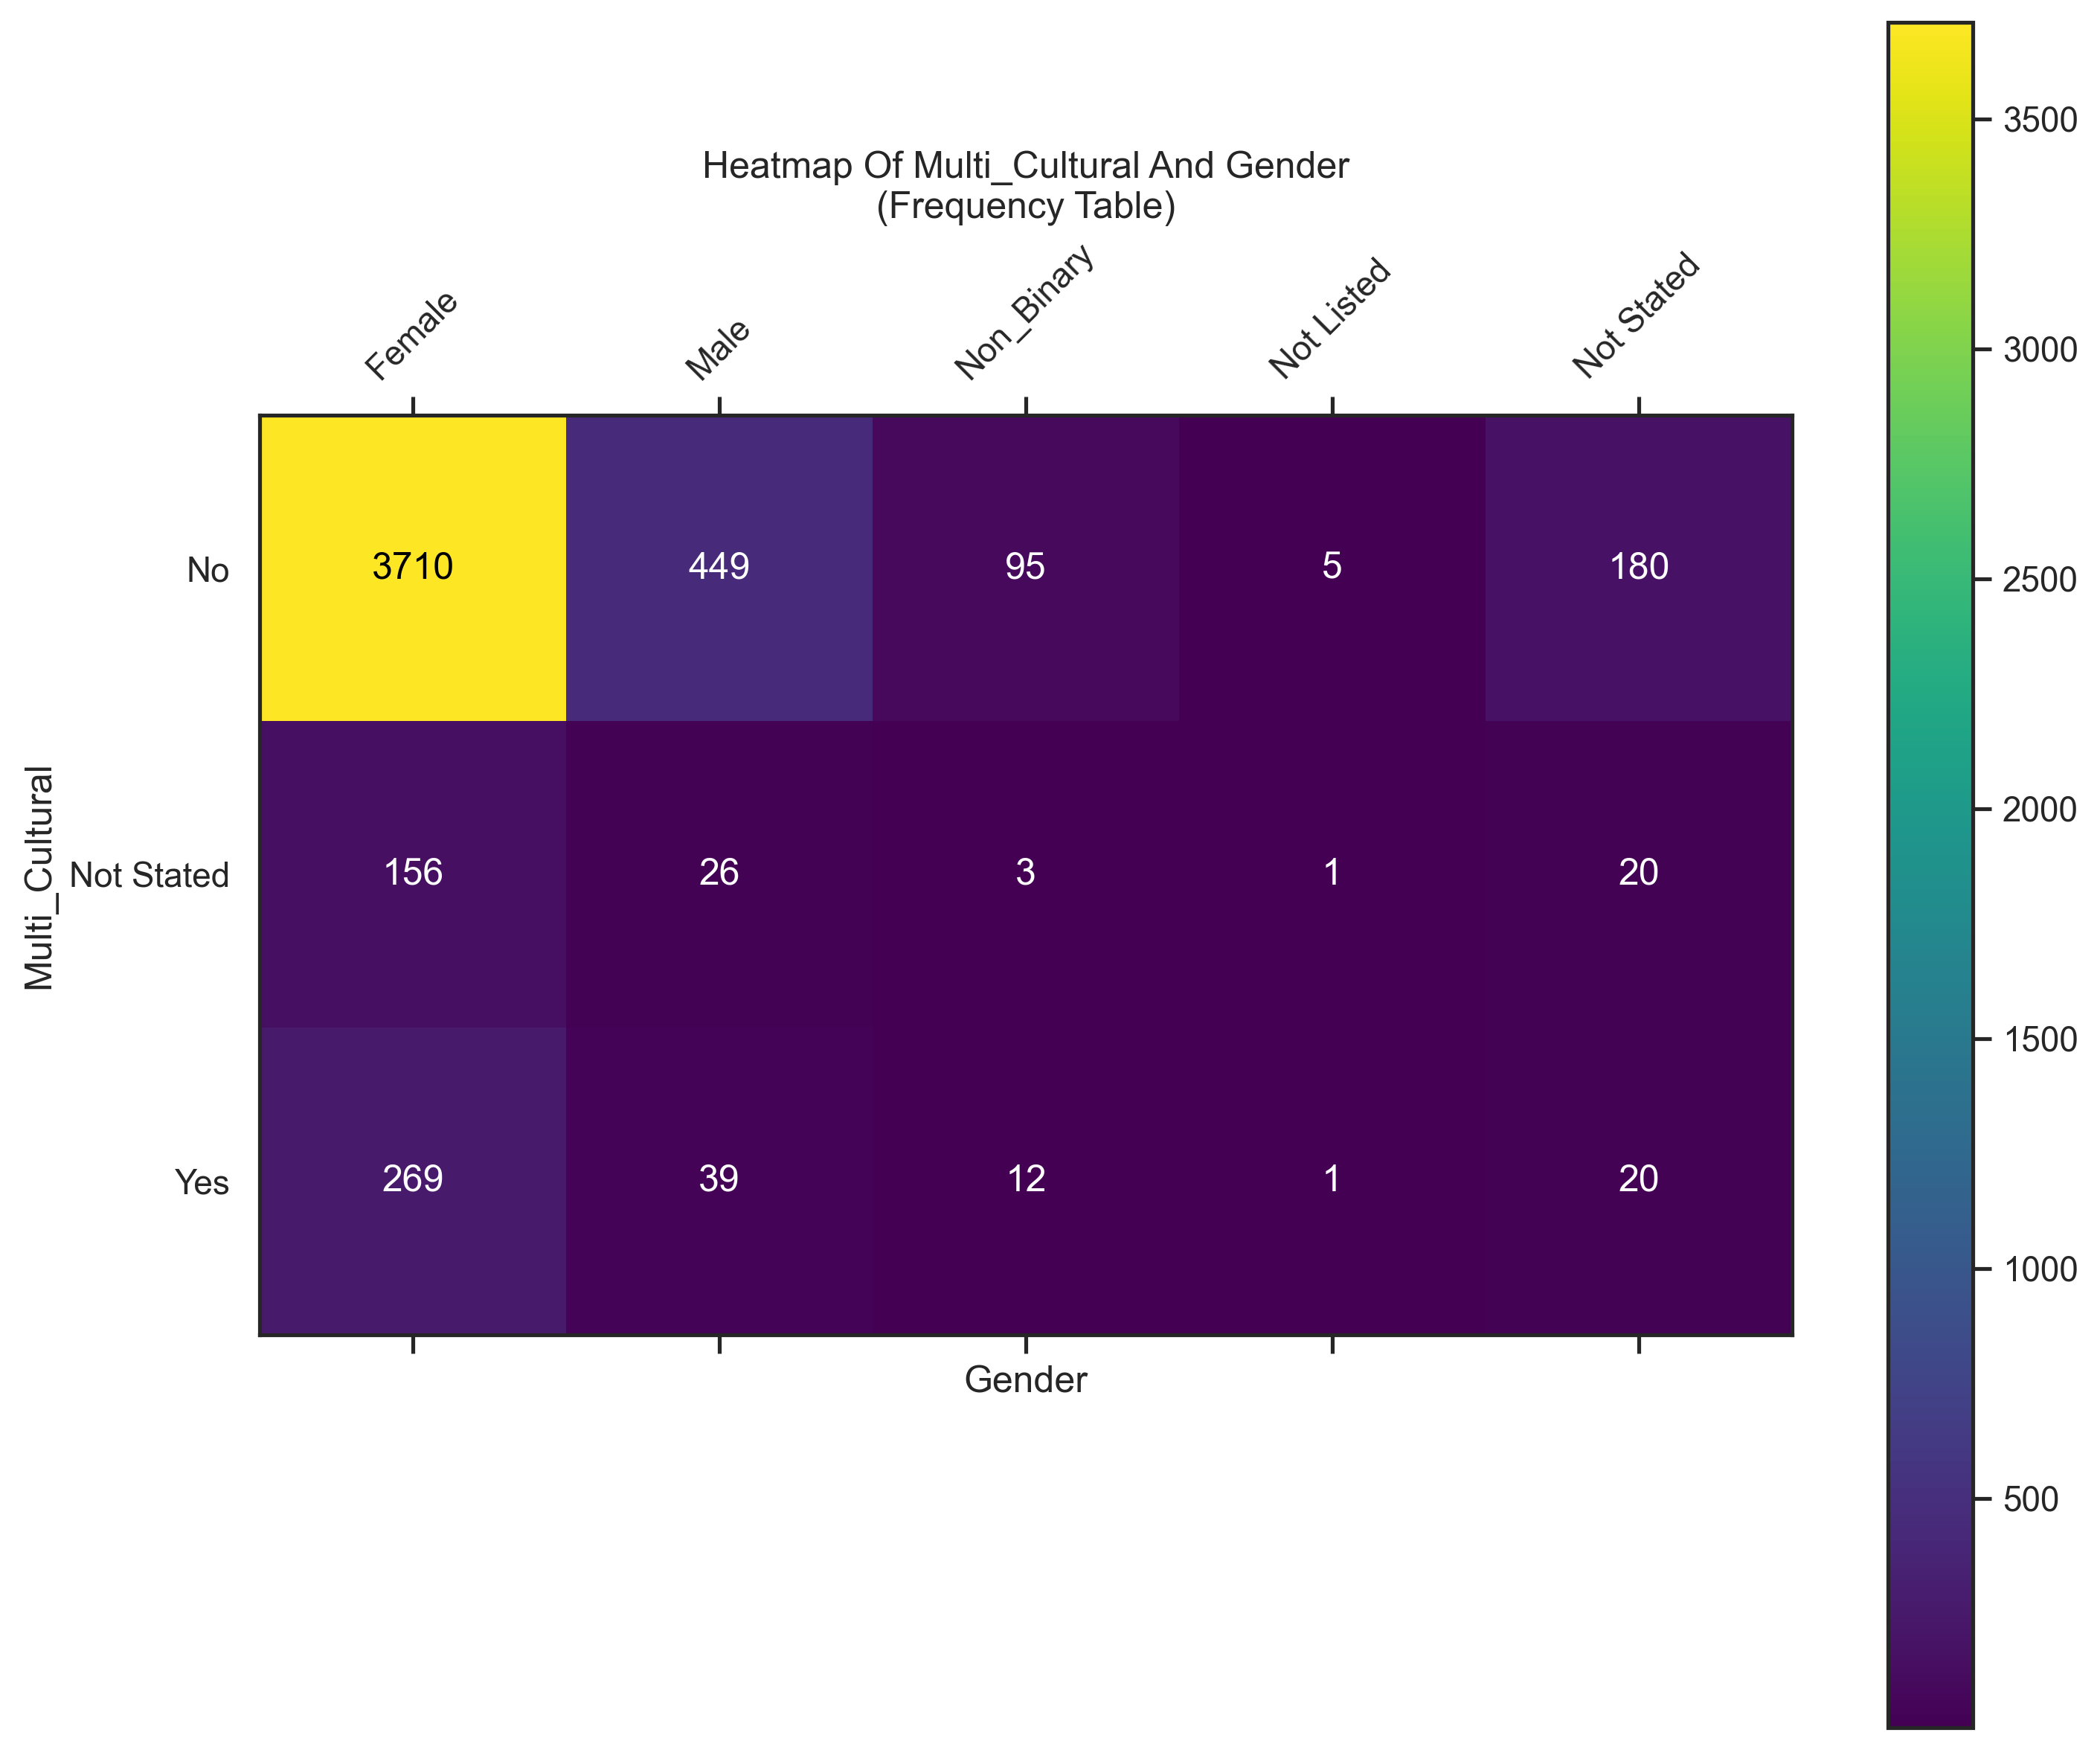 Heatmap Of Multi_Cultural And Gender
(Frequency Table)
Female
Male
Non_Binary
Not Listed
Not Stated
Multi_Cultural
No
3710
449
95
5
180
Not Stated
156
26
3
1
20
Yes
269
39
12
1
20
Gender
3500
3000
2500
2000
1500
1000
500